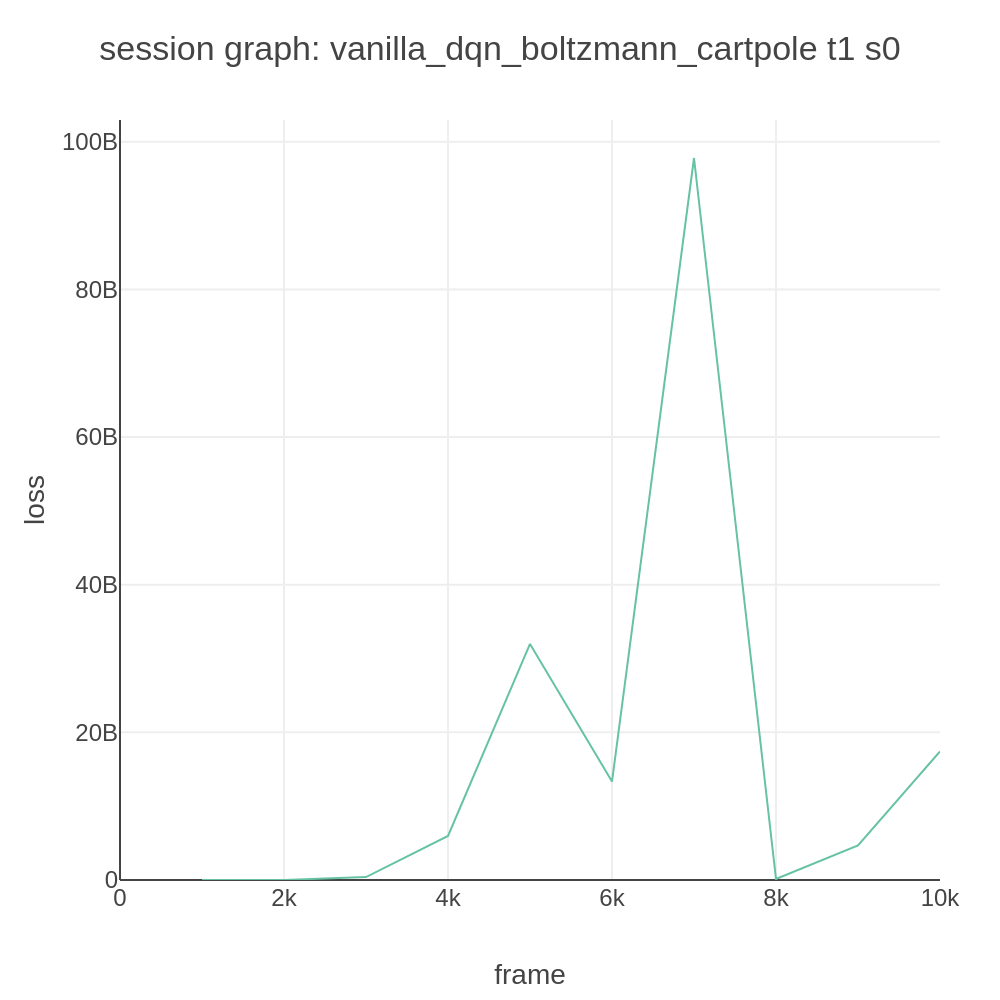 session graph: vanilla_dqn_boltzmann_cartpole t1 s0
100B
80B
60B
40B
20B
0
loss
0 2k 4k 6k 8k 10k
frame